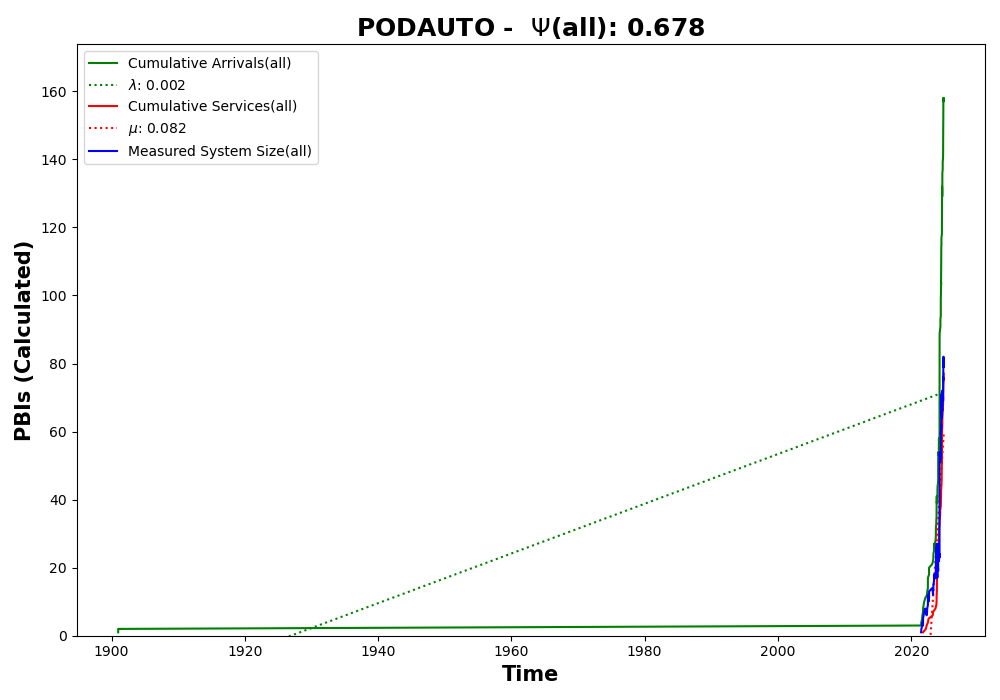 PODAUTO - Ψ(all): 0.678
Cumulative Arrivals(all)
λ: 0.002
Cumulative Services(all)
μ: 0.082
Measured System Size(all)
160
140
120
100
80
60
40
20
0
PBIs (Calculated)
1900 1920 1940 1960 1980 2000 2020
Time